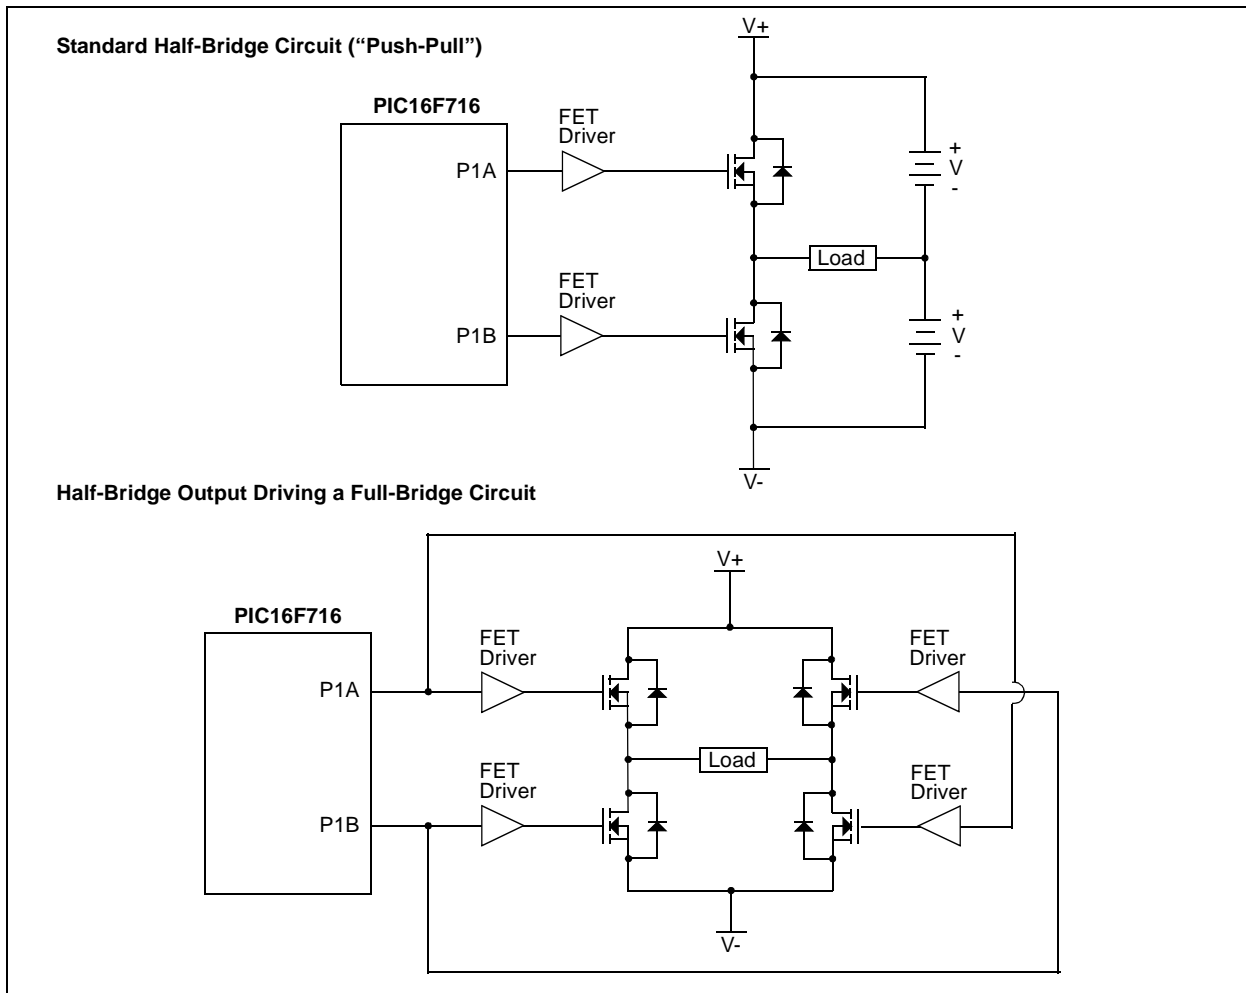 Standard Half-Bridge Circuit (“Push-Pull”)
V+
PIC16F716
FET
Driver
P1A
+
V
-
Load
FET
Driver
P1B
+
V
-
V-
Half-Bridge Output Driving a Full-Bridge Circuit
V+
PIC16F716
FET
Driver
FET
Driver
P1A
Load
FET
Driver
FET
Driver
P1B
V-